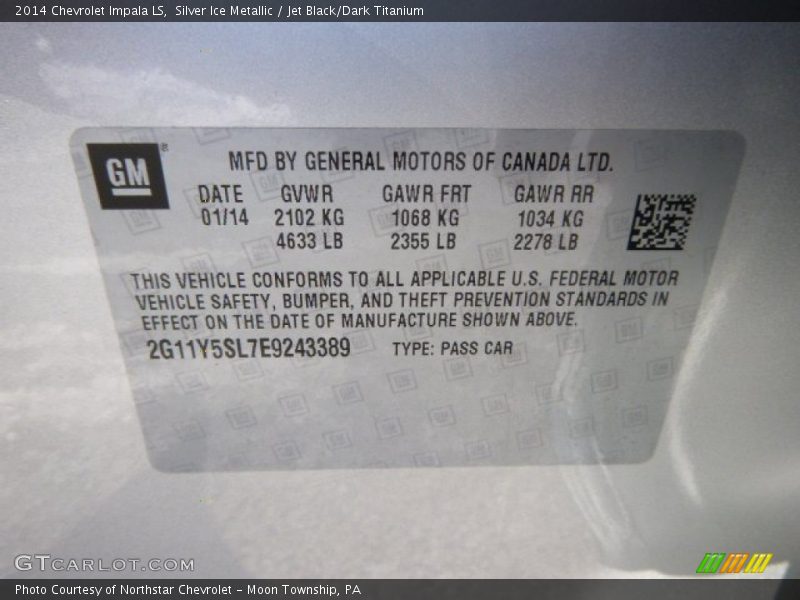 2014 Chevrolet Impala LS, Silver Ice Metallic / Jet Black/Dark Titanium
GM ® MFD BY GENERAL MOTORS OF CANADA LTD.
DATE GVWR GAWR FRT GAWR RR
01/14 2102 KG 1068 KG 1034 KG
4633 LB 2355 LB 2278 LB
THIS VEHICLE CONFORMS TO ALL APPLICABLE U.S. FEDERAL MOTOR
VEHICLE SAFETY, BUMPER, AND THEFT PREVENTION STANDARDS IN
EFFECT ON THE DATE OF MANUFACTURE SHOWN ABOVE.
2G11Y5SL7E9243389 TYPE: PASS CAR
GTCARLOT.COM
Photo Courtesy of Northstar Chevrolet - Moon Township, PA